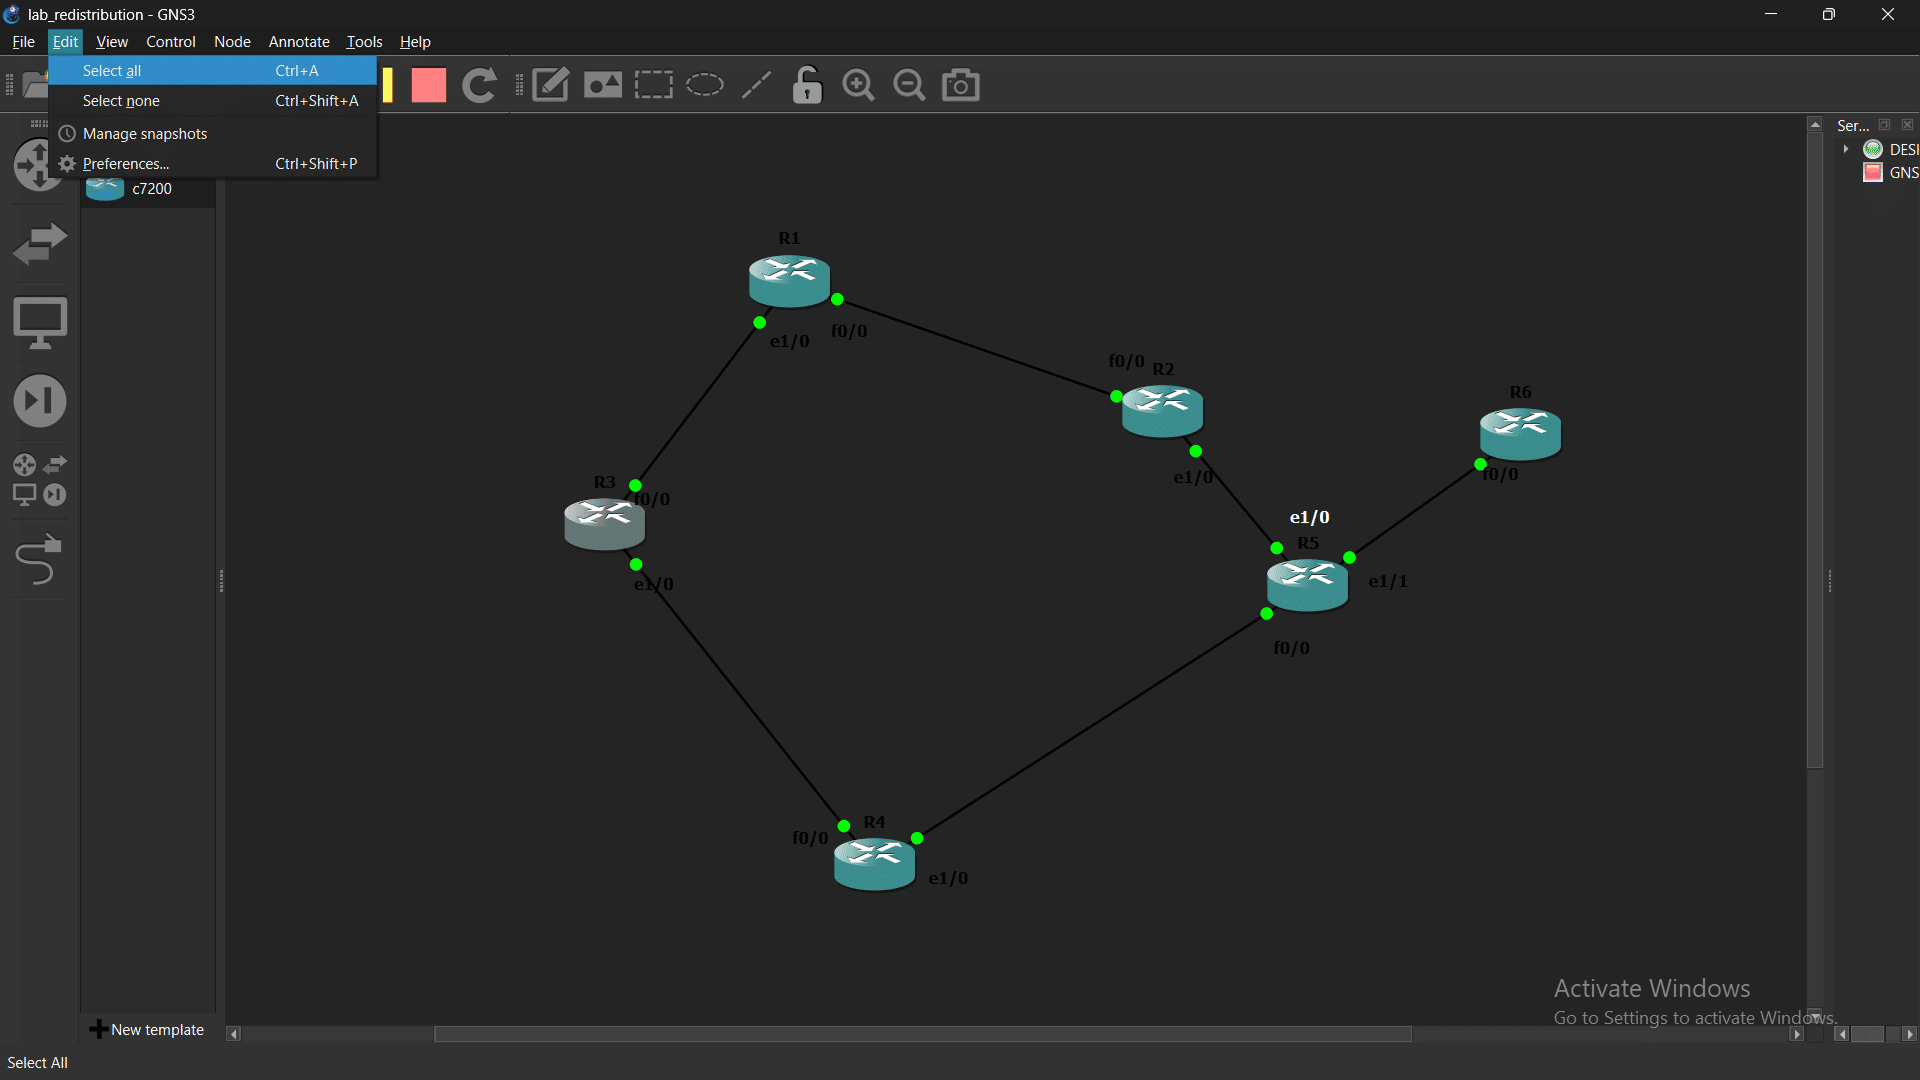 lab_redistribution - GNS3
File Edit View Control Node Annotate Tools Help
Select all Ctrl+A
Select none Ctrl+Shift+A
Manage snapshots
Preferences... Ctrl+Shift+P
c7200
Ser...
DESI
GNS
R1
e1/0
f0/0
f0/0
R2
e1/0
R6
f0/0
R3
f0/0
e1/0
e1/0
R5
e1/1
f0/0
f0/0
R4
e1/0
Activate Windows
Go to Settings to activate Windows.
New template
Select All